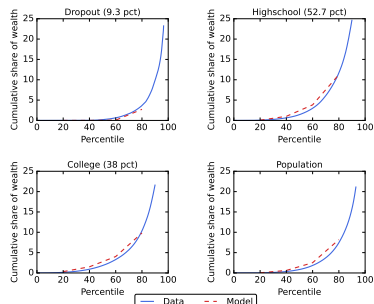 Dropout (9.3 pct)
Cumulative share of wealth
25
20
15
10
5
0
0 20 40 60 80 100
Percentile
Highschool (52.7 pct)
Cumulative share of wealth
25
20
15
10
5
0
0 20 40 60 80 100
Percentile
College (38 pct)
Cumulative share of wealth
25
20
15
10
5
0
0 20 40 60 80 100
Percentile
Population
Cumulative share of wealth
25
20
15
10
5
0
0 20 40 60 80 100
Percentile
Data Model